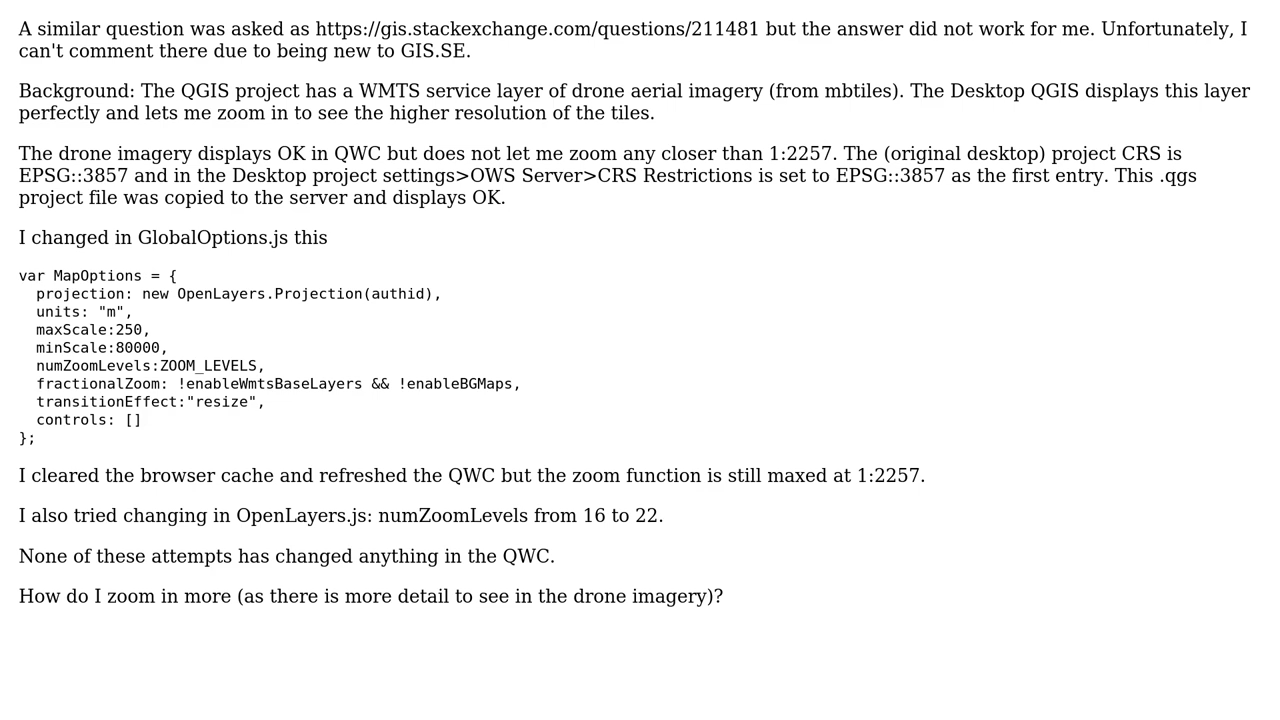 A similar question was asked as https://gis.stackexchange.com/questions/211481 but the answer did not work for me. Unfortunately, I
can't comment there due to being new to GIS.SE.
Background: The QGIS project has a WMTS service layer of drone aerial imagery (from mbtiles). The Desktop QGIS displays this layer
perfectly and lets me zoom in to see the higher resolution of the tiles.
The drone imagery displays OK in QWC but does not let me zoom any closer than 1:2257. The (original desktop) project CRS is
EPSG::3857 and in the Desktop project settings>OWS Server>CRS Restrictions is set to EPSG::3857 as the first entry. This .qgs
project file was copied to the server and displays OK.
I changed in GlobalOptions.js this
var MapOptions = {
  projection: new OpenLayers.Projection(authid),
  units: "m",
  maxScale:250,
  minScale:80000,
  numZoomLevels:ZOOM_LEVELS,
  fractionalZoom: !enableWmtsBaseLayers && !enableBGMaps,
  transitionEffect:"resize",
  controls: []
};
I cleared the browser cache and refreshed the QWC but the zoom function is still maxed at 1:2257.
I also tried changing in OpenLayers.js: numZoomLevels from 16 to 22.
None of these attempts has changed anything in the QWC.
How do I zoom in more (as there is more detail to see in the drone imagery)?